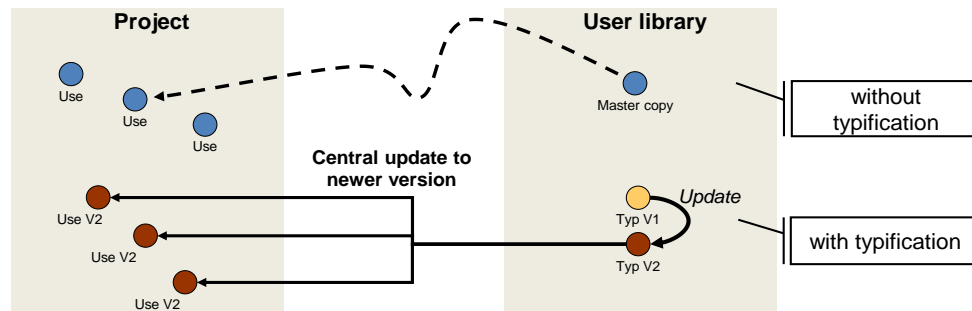 Project
User library
Use
Use
Use
Master copy
without
typification
Central update to
newer version
Use V2
Use V2
Use V2
Typ V1
Update
Typ V2
with typification